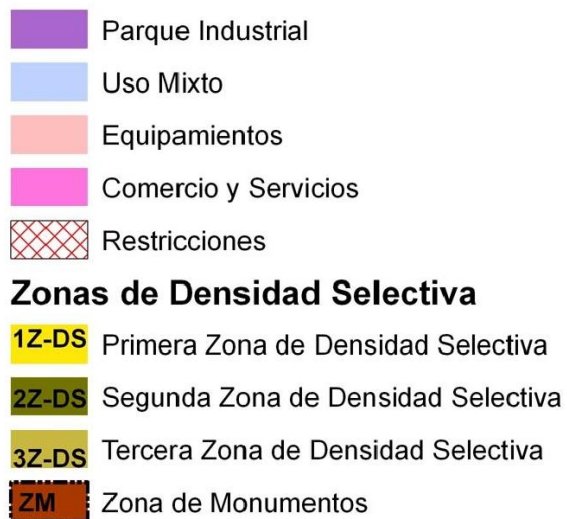 Parque Industrial
Uso Mixto
Equipamientos
Comercio y Servicios
Restricciones
Zonas de Densidad Selectiva
1Z-DS Primera Zona de Densidad Selectiva
2Z-DS Segunda Zona de Densidad Selectiva
3Z-DS Tercera Zona de Densidad Selectiva
ZM Zona de Monumentos